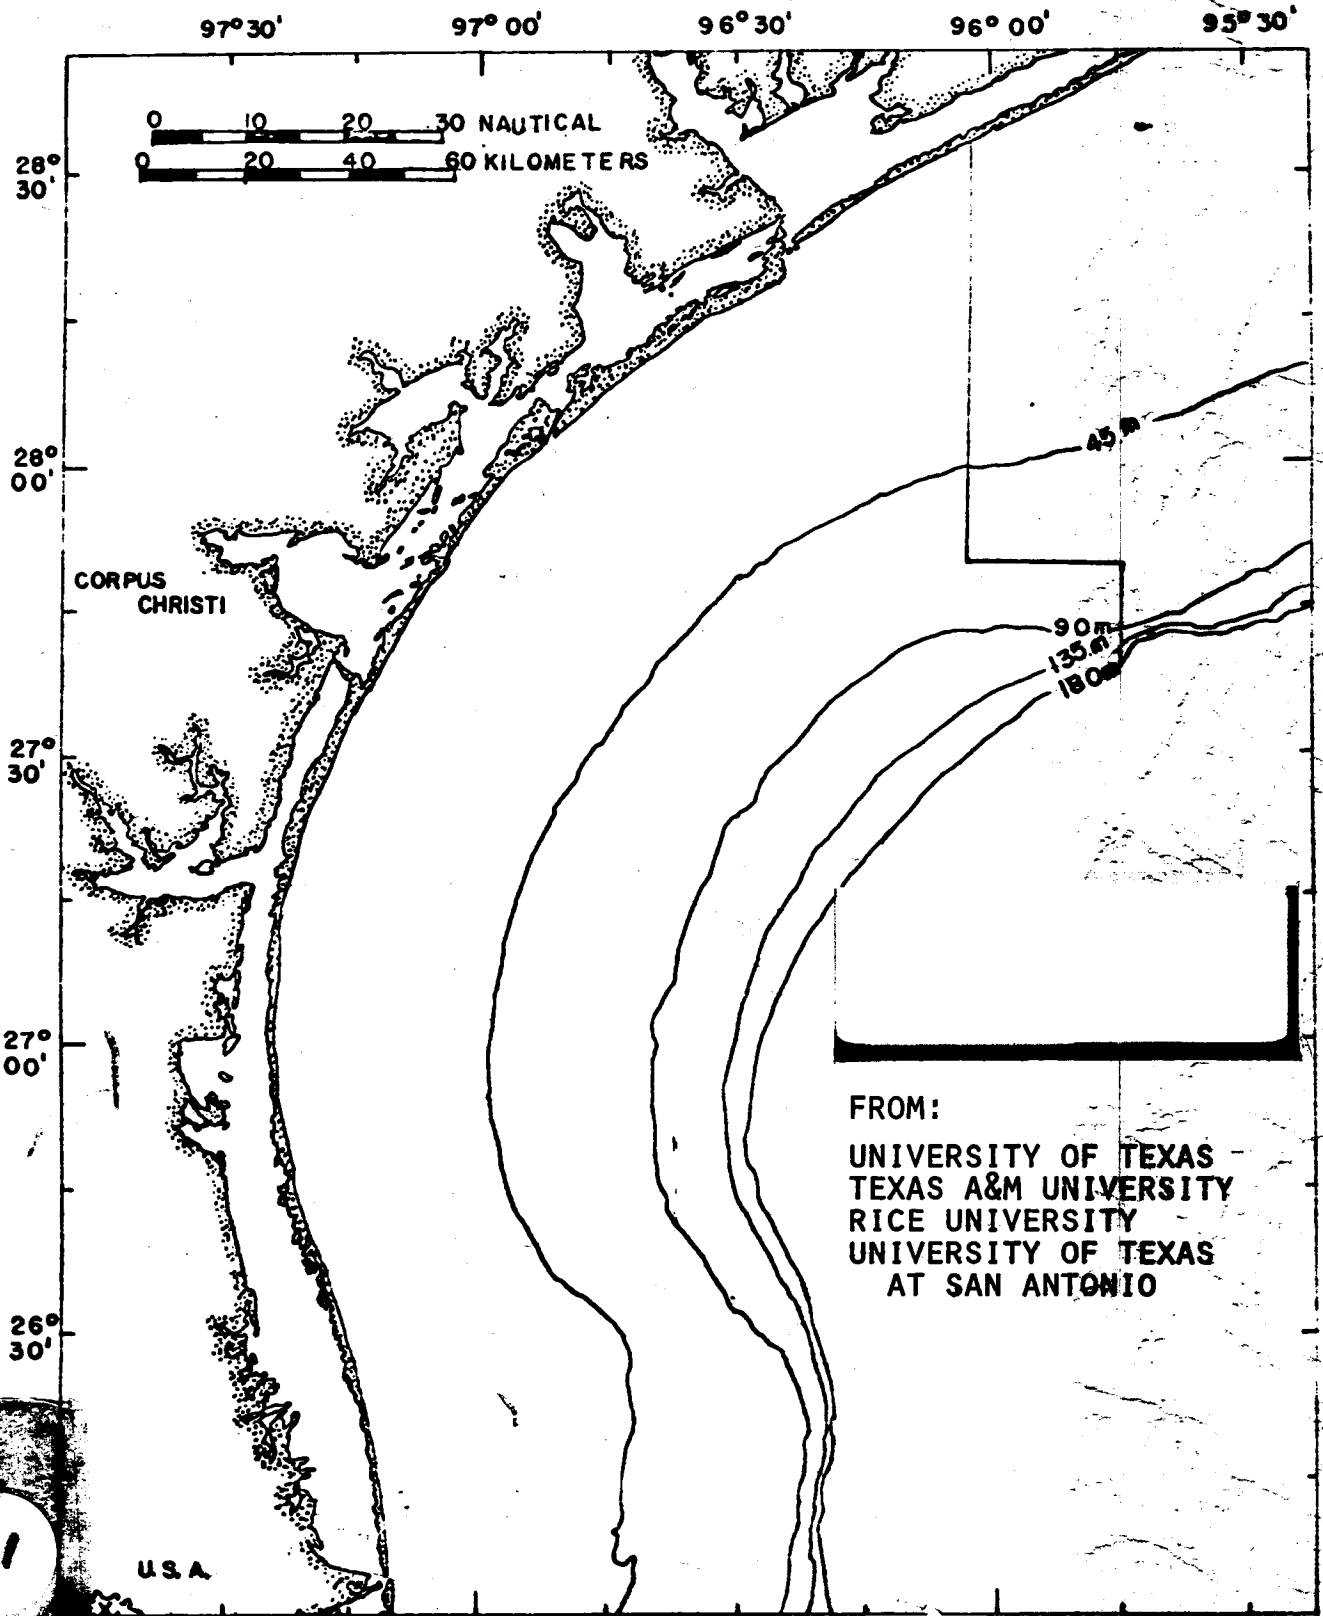 97°30' 97°00' 96°30' 96°00' 95°30'
0 10 20 30 NAUTICAL
0 20 40 60 KILOMETERS
28°
30'
45m
28°
00'
CORPUS
CHRISTI
90m
135m
180m
27°
30'
27°
00'
FROM:
UNIVERSITY OF TEXAS
TEXAS A&M UNIVERSITY
RICE UNIVERSITY
UNIVERSITY OF TEXAS
AT SAN ANTONIO
26°
30'
U.S.A.